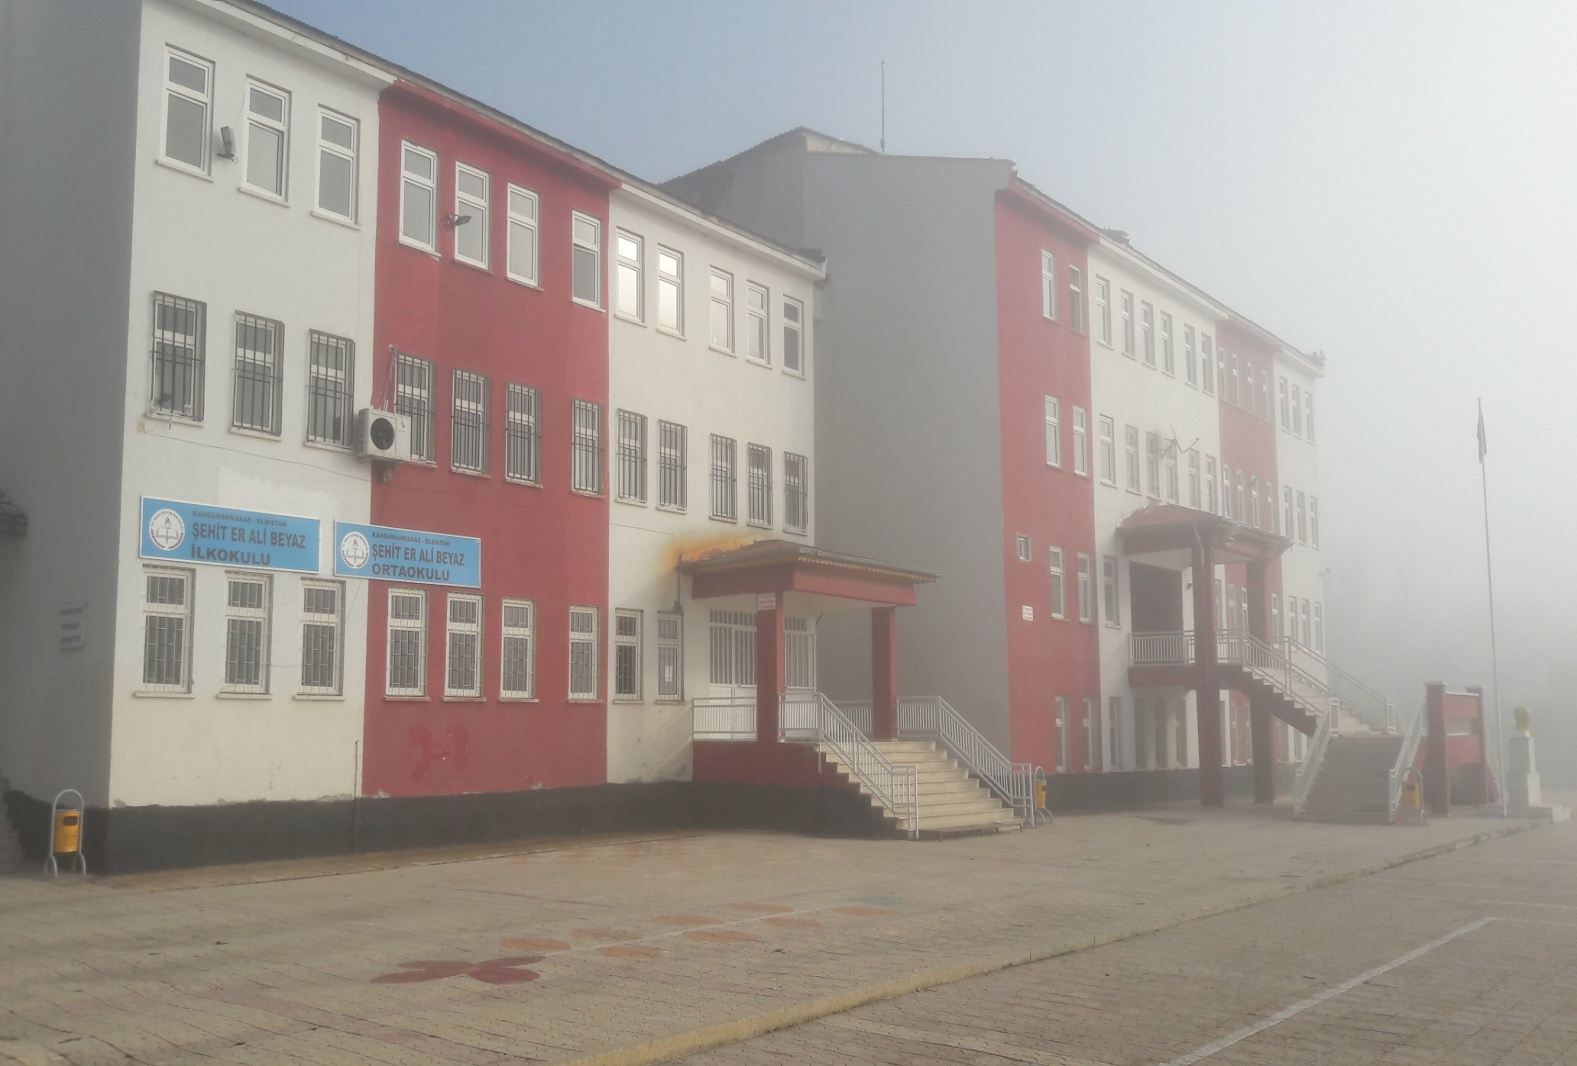 KAHRAMANMARAŞ - ELBİSTAN
ŞEHİT ER ALİ BEYAZ
İLKOKULU
KAHRAMANMARAŞ - ELBİSTAN
ŞEHİT ER ALİ BEYAZ
ORTAOKULU